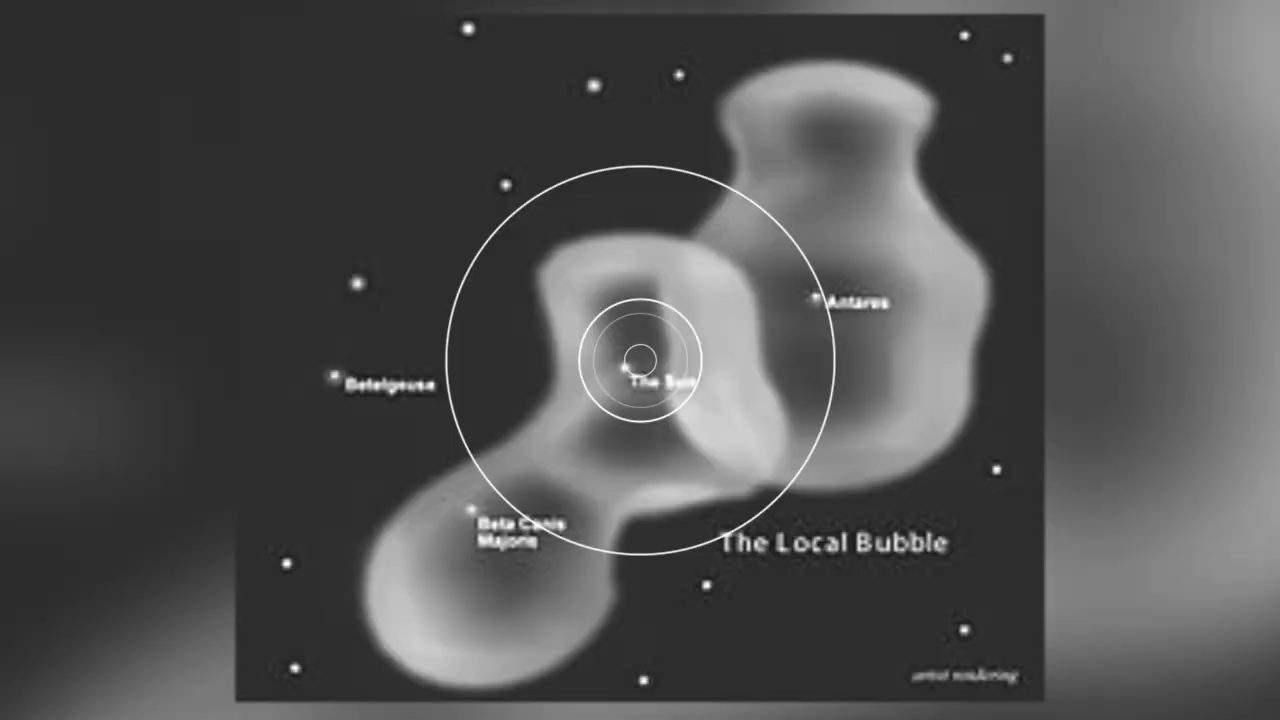 Antares
Betelgeuse
The Sun
Beta Canis
Majoris
The Local Bubble
artist rendering